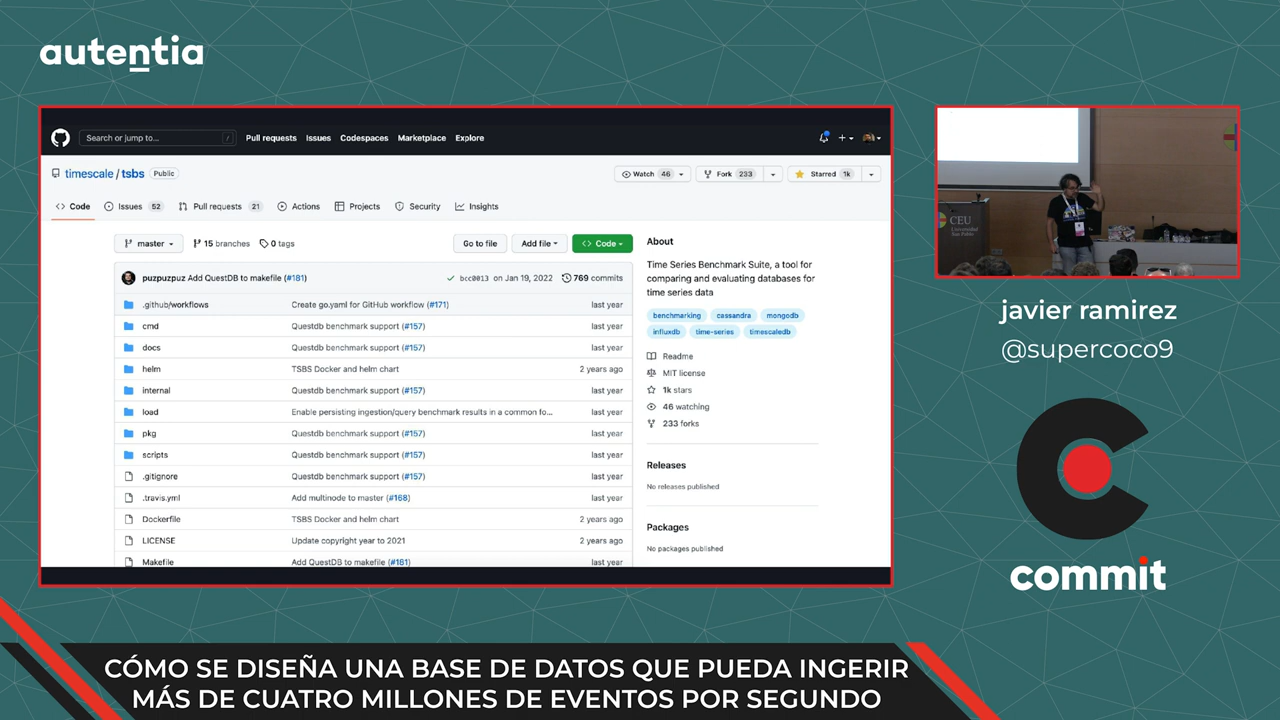 autentia
Search or jump to... /
Pull requests Issues Codespaces Marketplace Explore
timescale / tsbs Public
Watch 46 Fork 233 Starred 1k
Code Issues 52 Pull requests 21 Actions Projects Security Insights
master 15 branches 0 tags Go to file Add file Code
puzpuzpuz Add QuestDB to makefile (#181) bcc0013 on Jan 19, 2022 769 commits
.github/workflows Create go.yaml for GitHub workflow (#171) last year
cmd Questdb benchmark support (#157) last year
docs Questdb benchmark support (#157) last year
helm TSBS Docker and helm chart 2 years ago
internal Questdb benchmark support (#157) last year
load Enable persisting ingestion/query benchmark results in a common fo... last year
pkg Questdb benchmark support (#157) last year
scripts Questdb benchmark support (#157) last year
.gitignore Questdb benchmark support (#157) last year
.travis.yml Add multinode to master (#168) last year
Dockerfile TSBS Docker and helm chart 2 years ago
LICENSE Update copyright year to 2021 2 years ago
Makefile Add QuestDB to makefile (#181) last year
About
Time Series Benchmark Suite, a tool for
comparing and evaluating databases for
time series data
benchmarking cassandra mongodb
influxdb time-series timescaledb
Readme
MIT license
1k stars
46 watching
233 forks
Releases
No releases published
Packages
No packages published
CEU
Universidad
San Pablo
javier ramirez
@supercoco9
commit
CÓMO SE DISEÑA UNA BASE DE DATOS QUE PUEDA INGERIR
MÁS DE CUATRO MILLONES DE EVENTOS POR SEGUNDO